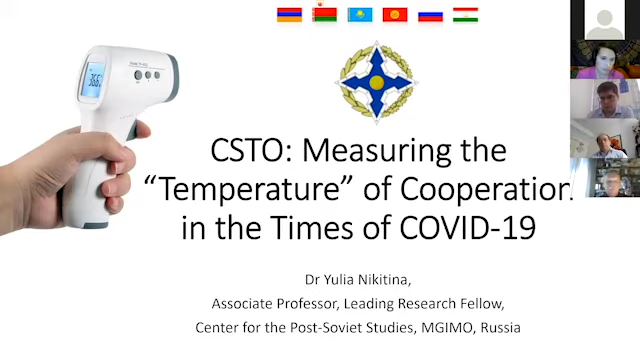 CSTO: Measuring the
“Temperature” of Cooperation
in the Times of COVID-19
Dr Yulia Nikitina,
Associate Professor, Leading Research Fellow,
Center for the Post-Soviet Studies, MGIMO, Russia